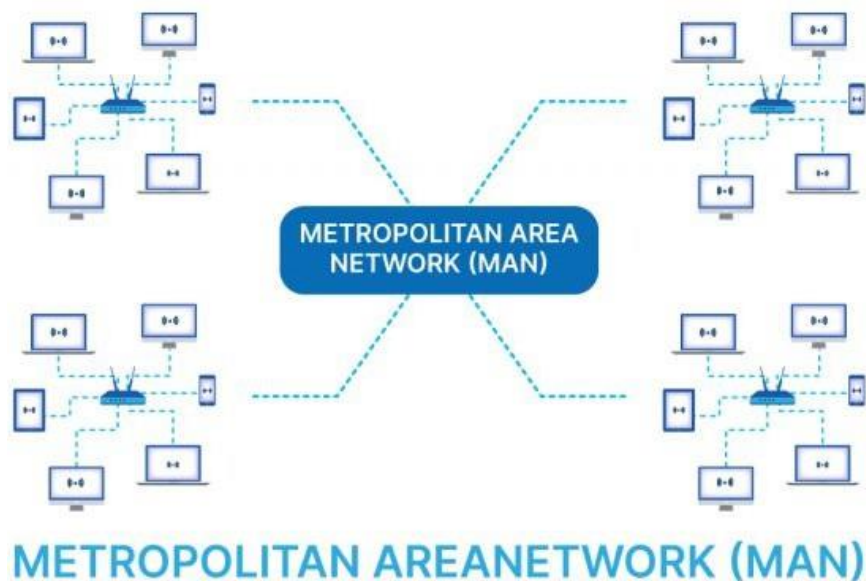 METROPOLITAN AREA
NETWORK (MAN)
METROPOLITAN AREANETWORK (MAN)